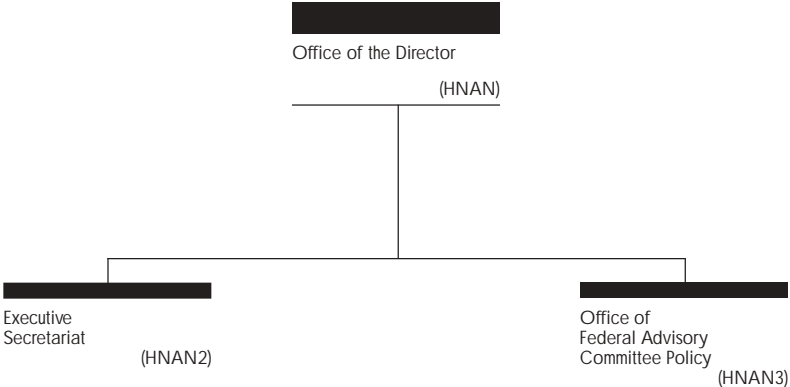 Office of the Director
(HNAN)
Executive
Secretariat
(HNAN2)
Office of
Federal Advisory
Committee Policy
(HNAN3)